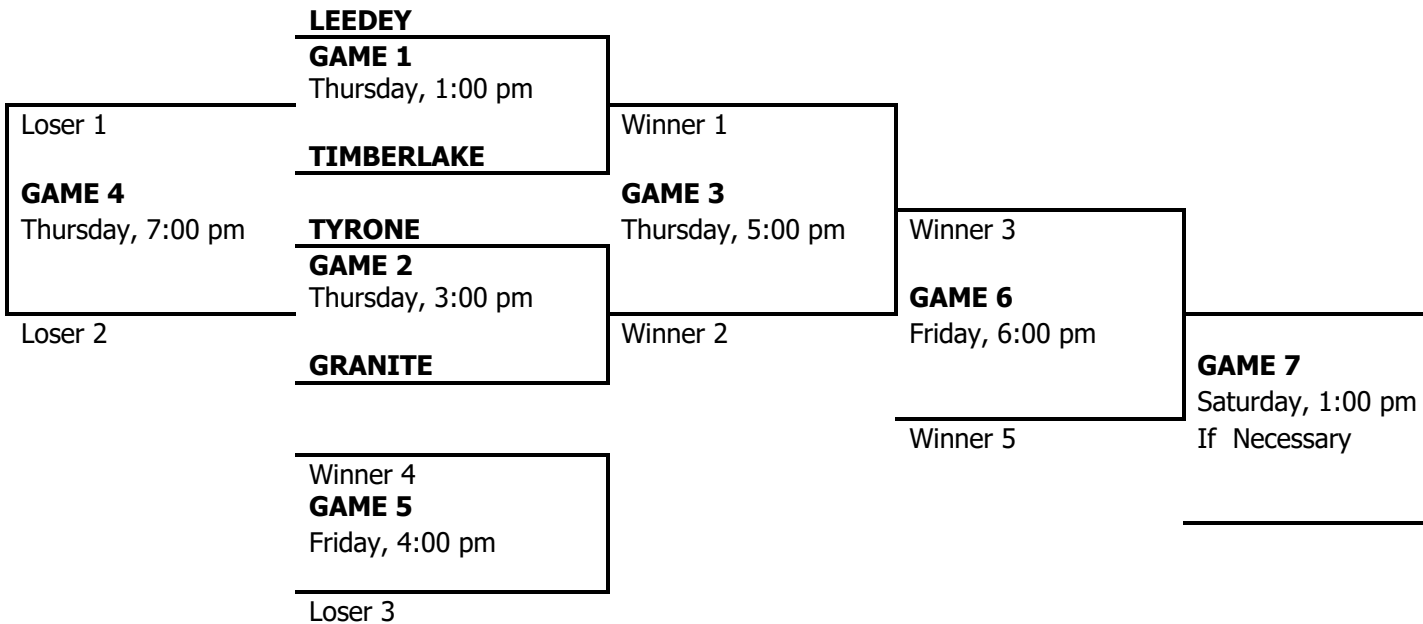 LEEDEY
GAME 1
Thursday, 1:00 pm
Loser 1
Winner 1
TIMBERLAKE
GAME 4
GAME 3
Thursday, 7:00 pm
TYRONE
Thursday, 5:00 pm
Winner 3
GAME 2
Thursday, 3:00 pm
GAME 6
Loser 2
Winner 2
Friday, 6:00 pm
GRANITE
GAME 7
Saturday, 1:00 pm
Winner 5
If Necessary
Winner 4
GAME 5
Friday, 4:00 pm
Loser 3